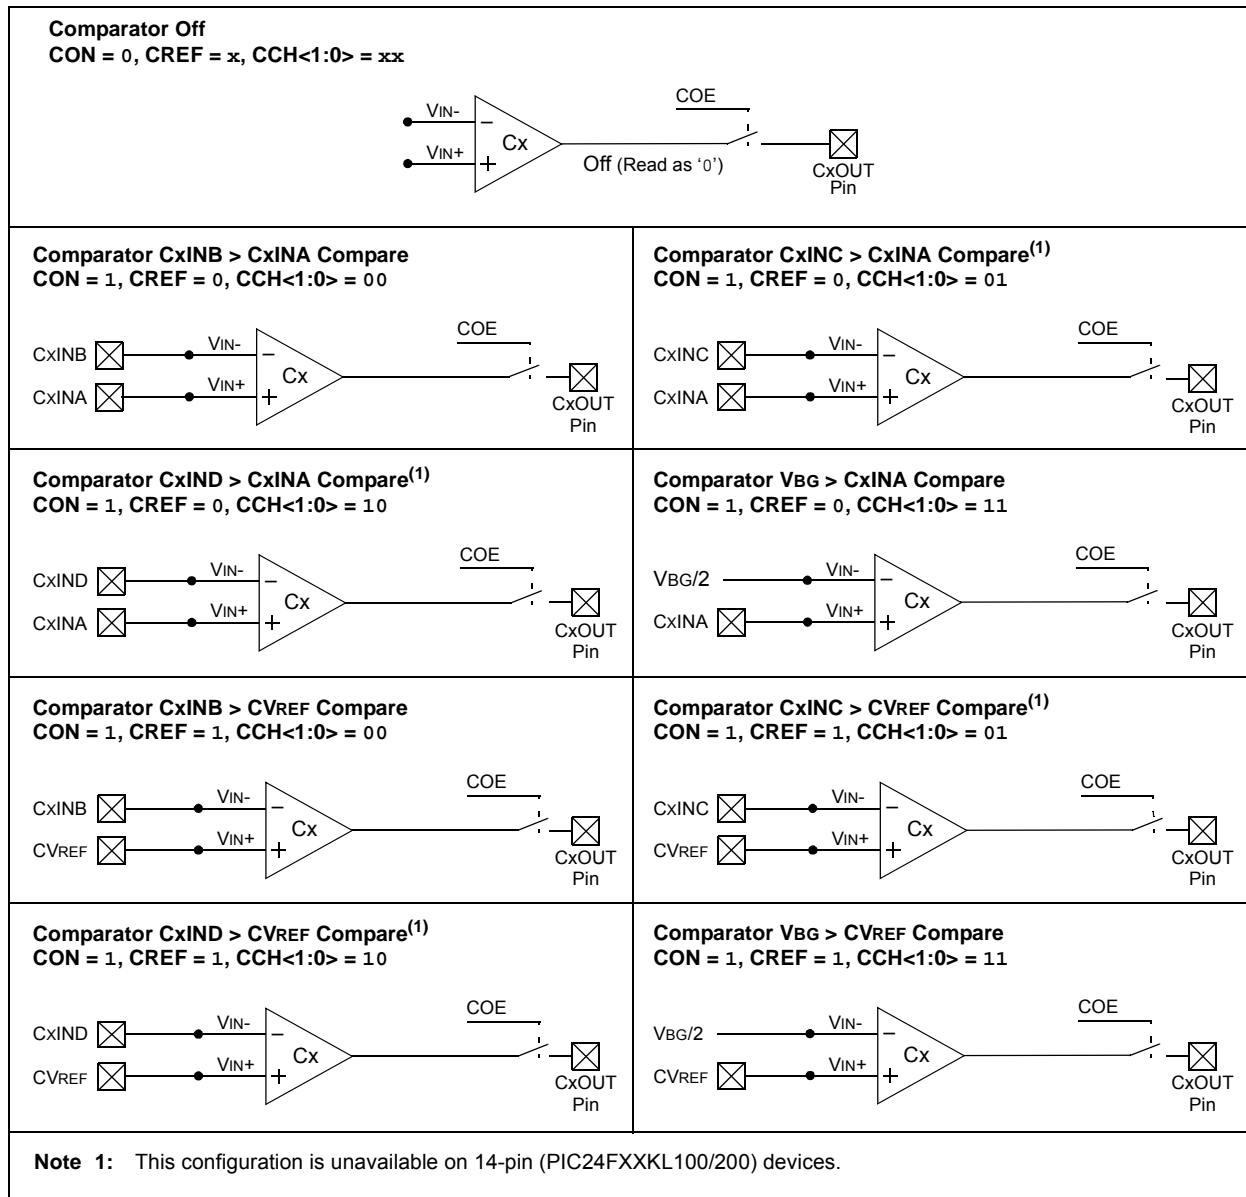 Comparator Off
CON = 0, CREF = x, CCH<1:0> = xx
COE
VIN-
–
Cx
VIN+
+
Off (Read as ‘0’)
CxOUT
Pin
Comparator CxINB > CxINA Compare
CON = 1, CREF = 0, CCH<1:0> = 00
COE
CxINB
VIN-
–
Cx
CxINA
VIN+
+
CxOUT
Pin
Comparator CxINC > CxINA Compare(1)
CON = 1, CREF = 0, CCH<1:0> = 01
COE
CxINC
VIN-
–
Cx
CxINA
VIN+
+
CxOUT
Pin
Comparator CxIND > CxINA Compare(1)
CON = 1, CREF = 0, CCH<1:0> = 10
COE
CxIND
VIN-
–
Cx
CxINA
VIN+
+
CxOUT
Pin
Comparator VBG > CxINA Compare
CON = 1, CREF = 0, CCH<1:0> = 11
COE
VBG/2
VIN-
–
Cx
CxINA
VIN+
+
CxOUT
Pin
Comparator CxINB > CVREF Compare
CON = 1, CREF = 1, CCH<1:0> = 00
COE
CxINB
VIN-
–
Cx
CVREF
VIN+
+
CxOUT
Pin
Comparator CxINC > CVREF Compare(1)
CON = 1, CREF = 1, CCH<1:0> = 01
COE
CxINC
VIN-
–
Cx
CVREF
VIN+
+
CxOUT
Pin
Comparator CxIND > CVREF Compare(1)
CON = 1, CREF = 1, CCH<1:0> = 10
COE
CxIND
VIN-
–
Cx
CVREF
VIN+
+
CxOUT
Pin
Comparator VBG > CVREF Compare
CON = 1, CREF = 1, CCH<1:0> = 11
COE
VBG/2
VIN-
–
Cx
CVREF
VIN+
+
CxOUT
Pin
Note 1: This configuration is unavailable on 14-pin (PIC24FXXKL100/200) devices.